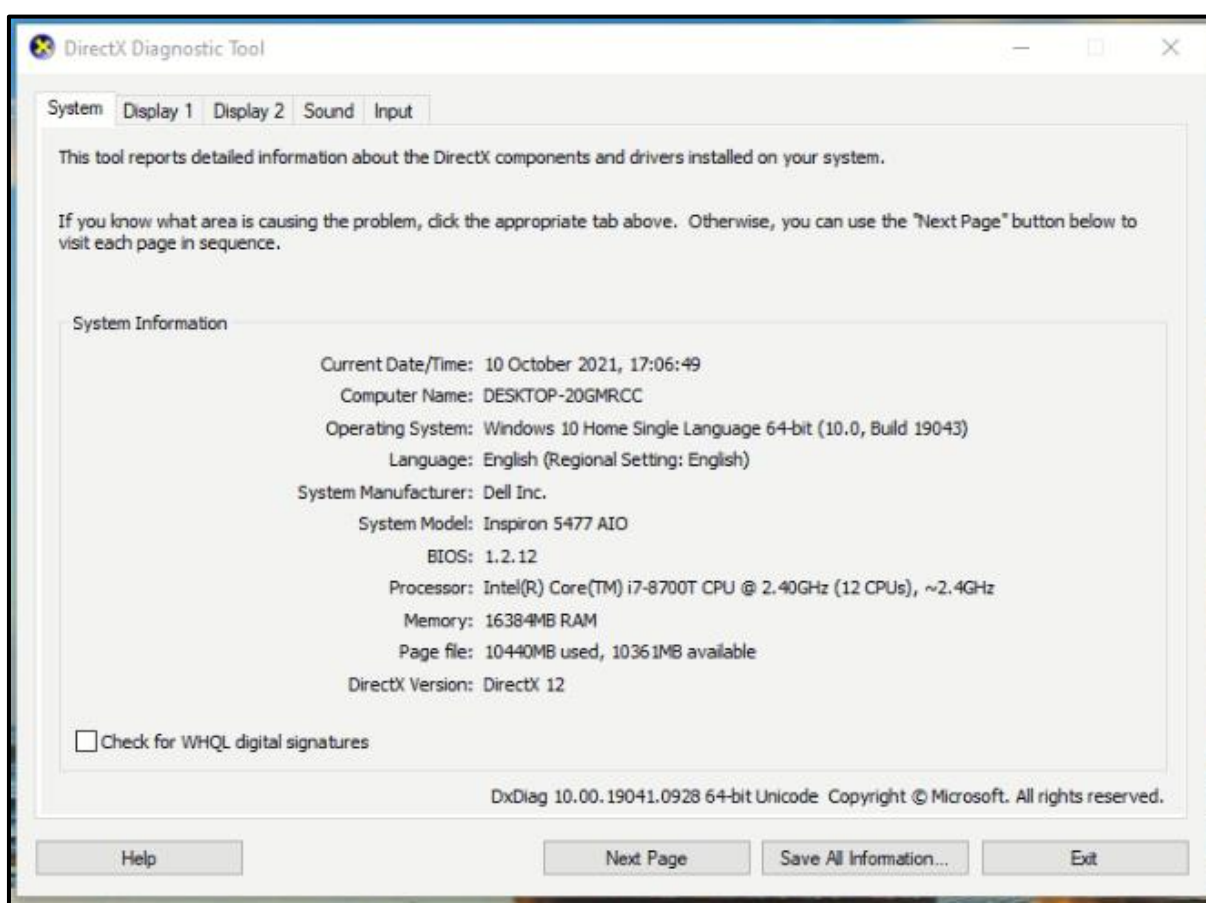 DirectX Diagnostic Tool
System Display 1 Display 2 Sound Input
This tool reports detailed information about the DirectX components and drivers installed on your system.
If you know what area is causing the problem, click the appropriate tab above. Otherwise, you can use the "Next Page" button below to
visit each page in sequence.
System Information
Current Date/Time: 10 October 2021, 17:06:49
Computer Name: DESKTOP-20GMRCC
Operating System: Windows 10 Home Single Language 64-bit (10.0, Build 19043)
Language: English (Regional Setting: English)
System Manufacturer: Dell Inc.
System Model: Inspiron 5477 AIO
BIOS: 1.2.12
Processor: Intel(R) Core(TM) i7-8700T CPU @ 2.40GHz (12 CPUs), ~2.4GHz
Memory: 16384MB RAM
Page file: 10440MB used, 10361MB available
DirectX Version: DirectX 12
Check for WHQL digital signatures
DxDiag 10.00.19041.0928 64-bit Unicode Copyright © Microsoft. All rights reserved.
Help Next Page Save All Information... Exit